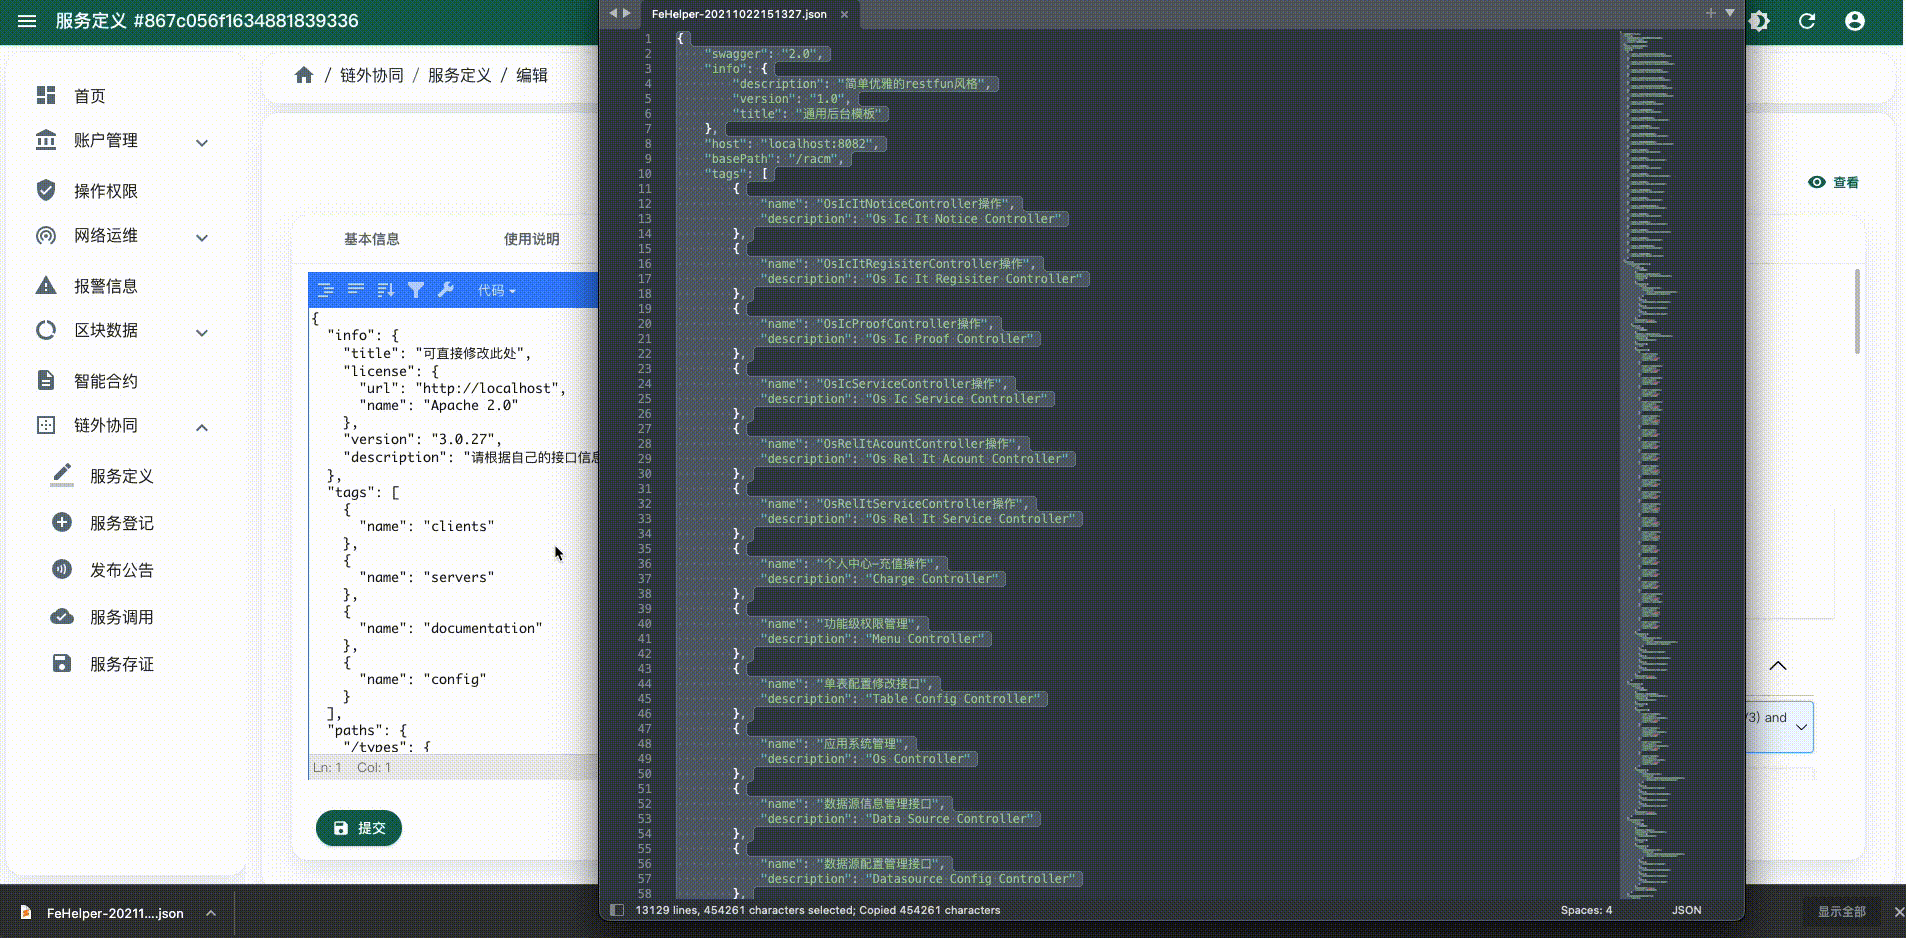 服务定义 #867c056f1634881839336
首页
账户管理
操作权限
网络运维
报警信息
区块数据
智能合约
链外协同
服务定义
服务登记
发布公告
服务调用
服务存证
/ 链外协同 / 服务定义 / 编辑
查看
基本信息
使用说明
代码
{
"info": {
"title": "可直接修改此处",
"license": {
"url": "http://localhost",
"name": "Apache 2.0"
},
"version": "3.0.27",
"description": "请根据自己的接口信息
},
"tags": [
{
"name": "clients"
},
{
"name": "servers"
},
{
"name": "documentation"
},
{
"name": "config"
}
],
"paths": {
"/types": {
Ln: 1 Col: 1
提交
/3) and
FeHelper-20211022151327.json
1 {
2 "swagger": "2.0",
3 "info": {
4 "description": "简单优雅的restfun风格",
5 "version": "1.0",
6 "title": "通用后台模板"
7 },
8 "host": "localhost:8082",
9 "basePath": "/racm",
10 "tags": [
11 {
12 "name": "OsIcItNoticeController操作",
13 "description": "Os Ic It Notice Controller"
14 },
15 {
16 "name": "OsIcItRegisiterController操作",
17 "description": "Os Ic It Regisiter Controller"
18 },
19 {
20 "name": "OsIcProofController操作",
21 "description": "Os Ic Proof Controller"
22 },
23 {
24 "name": "OsIcServiceController操作",
25 "description": "Os Ic Service Controller"
26 },
27 {
28 "name": "OsRelItAcountController操作",
29 "description": "Os Rel It Acount Controller"
30 },
31 {
32 "name": "OsRelItServiceController操作",
33 "description": "Os Rel It Service Controller"
34 },
35 {
36 "name": "个人中心—充值操作",
37 "description": "Charge Controller"
38 },
39 {
40 "name": "功能级权限管理",
41 "description": "Menu Controller"
42 },
43 {
44 "name": "单表配置修改接口",
45 "description": "Table Config Controller"
46 },
47 {
48 "name": "应用系统管理",
49 "description": "Os Controller"
50 },
51 {
52 "name": "数据源信息管理接口",
53 "description": "Data Source Controller"
54 },
55 {
56 "name": "数据源配置管理接口",
57 "description": "Datasource Config Controller"
58 },
13129 lines, 454261 characters selected; Copied 454261 characters
Spaces: 4
JSON
FeHelper-20211....json
显示全部